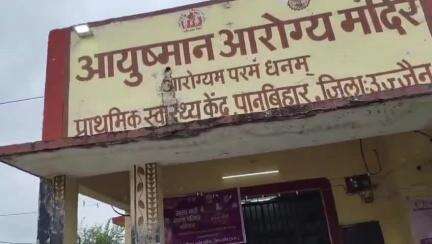 आयुष्मान आरोग्य मंदिर
आरोग्यम परमं धनम्
प्राथमिक स्वास्थ्य केंद्र पानबिहार,जिला:उज्जैन